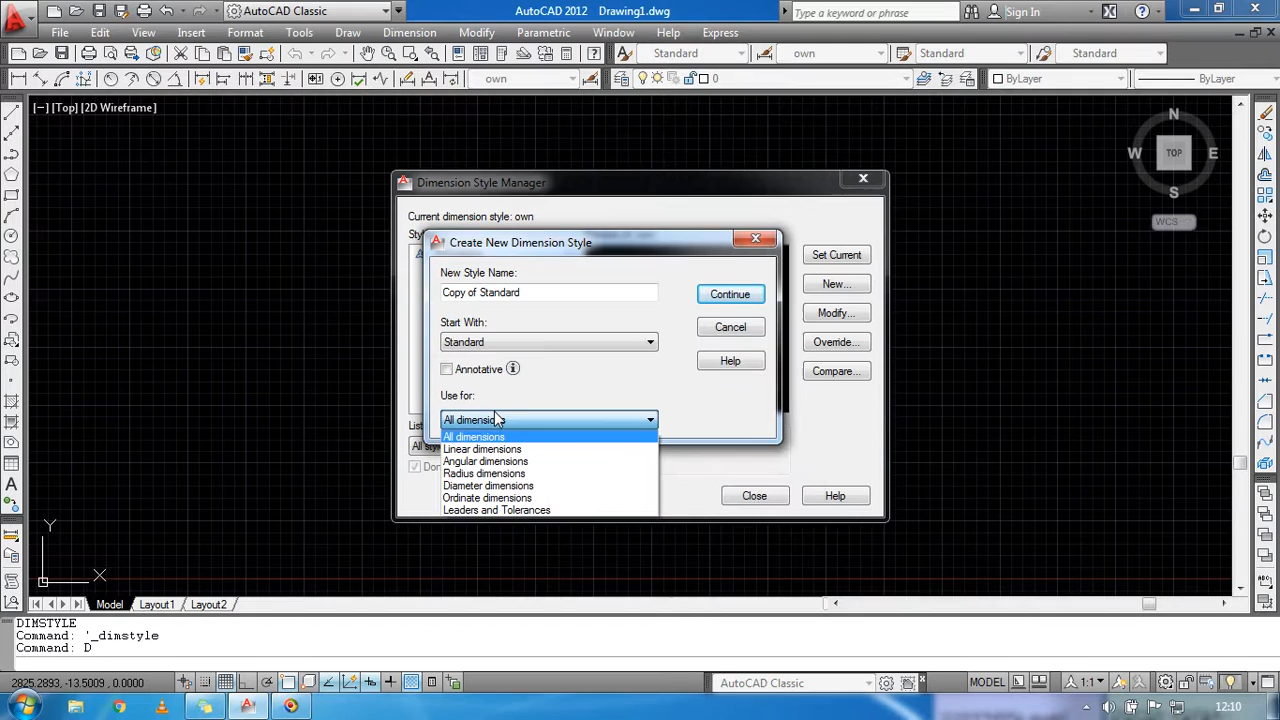 AutoCAD Classic
AutoCAD 2012 Drawing1.dwg
Type a keyword or phrase
Sign In
File Edit View Insert Format Tools Draw Dimension Modify Parametric Window Help Express
Standard own Standard Standard
own 0 ByLayer ByLayer
[−] [Top] [2D Wireframe]
N
W TOP E
S
WCS
Dimension Style Manager
Current dimension style: own
Create New Dimension Style
Set Current
New Style Name:
New...
Copy of Standard
Continue
Modify...
Start With:
Cancel
Standard
Override...
Annotative
Help
Compare...
Use for:
All dimensions
All dimensions
Linear dimensions
Angular dimensions
Radius dimensions
Diameter dimensions
Ordinate dimensions
Leaders and Tolerances
Close Help
Y
X
Model Layout1 Layout2
DIMSTYLE
Command: '_dimstyle
Command: D
2825.2893, -13.5009, 0.0000
AutoCAD Classic
MODEL
1:1
12:10